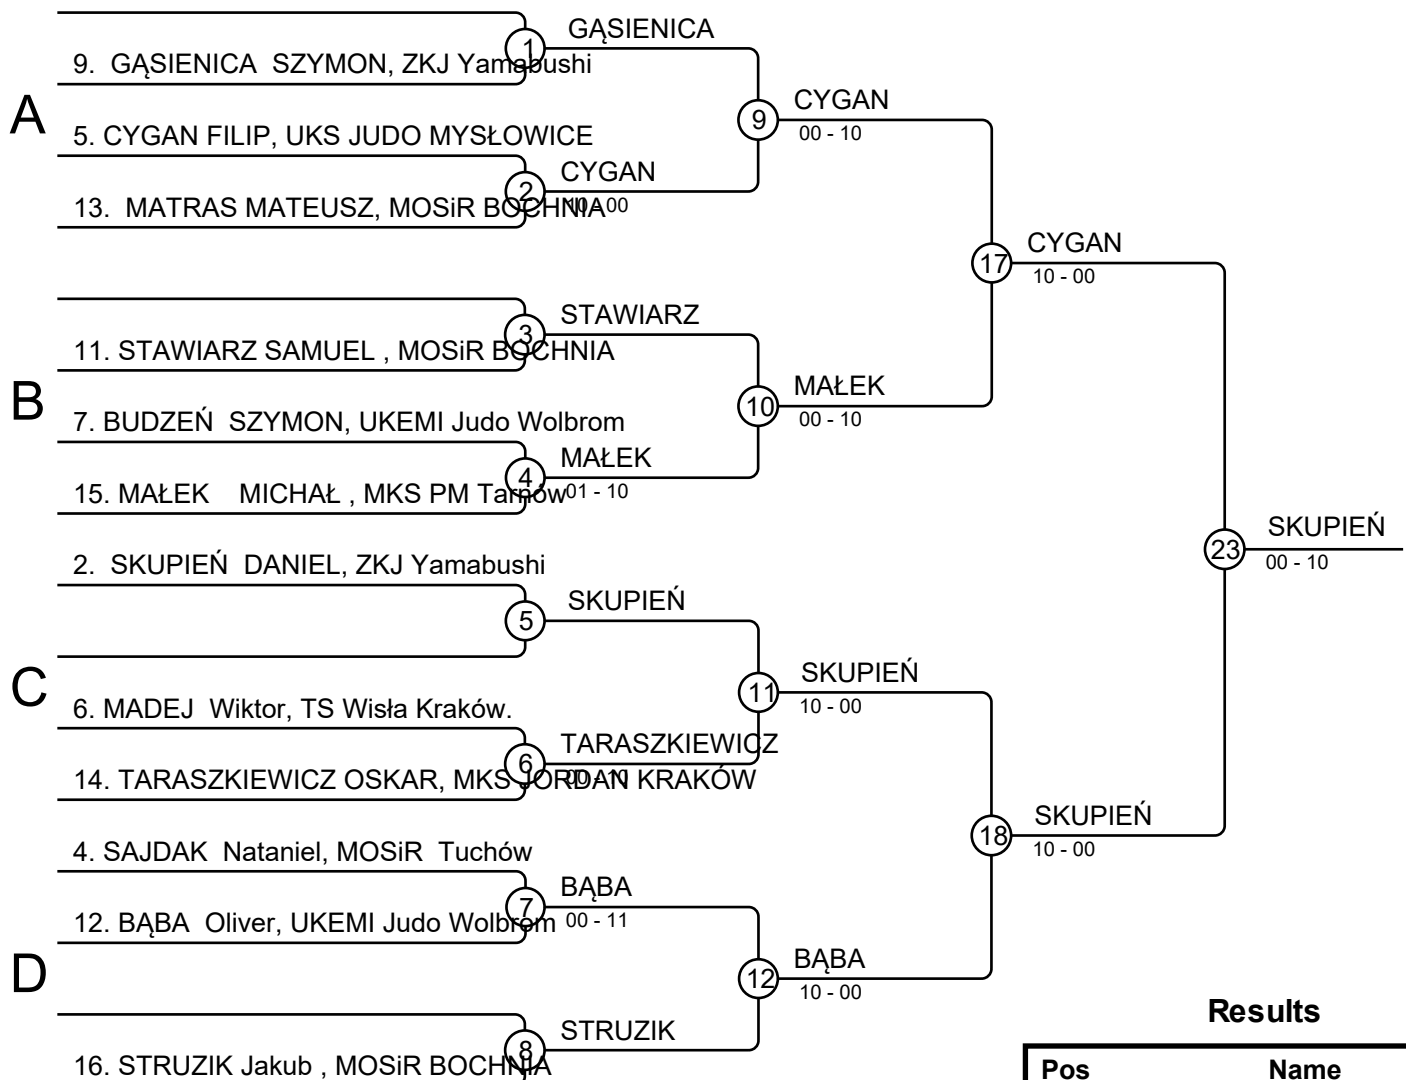 GĄSIENICA
1
9. GĄSIENICA SZYMON, ZKJ Yamabushi
A
CYGAN
9
00 - 10
5. CYGAN FILIP, UKS JUDO MYSŁOWICE
CYGAN
2
10 - 00
13. MATRAS MATEUSZ, MOSiR BOCHNIA
CYGAN
17
10 - 00
STAWIARZ
3
11. STAWIARZ SAMUEL , MOSiR BOCHNIA
B
MAŁEK
10
00 - 10
7. BUDZEŃ SZYMON, UKEMI Judo Wolbrom
MAŁEK
4
01 - 10
15. MAŁEK MICHAŁ , MKS PM Tarnów
SKUPIEŃ
23
00 - 10
2. SKUPIEŃ DANIEL, ZKJ Yamabushi
SKUPIEŃ
5
C
SKUPIEŃ
11
10 - 00
6. MADEJ Wiktor, TS Wisła Kraków.
TARASZKIEWICZ
6
00 - 10
14. TARASZKIEWICZ OSKAR, MKS JORDAN KRAKÓW
SKUPIEŃ
18
10 - 00
4. SAJDAK Nataniel, MOSiR Tuchów
BĄBA
7
00 - 11
12. BĄBA Oliver, UKEMI Judo Wolbrom
D
BĄBA
12
10 - 00
STRUZIK
8
16. STRUZIK Jakub , MOSiR BOCHNIA
Results
Pos Name